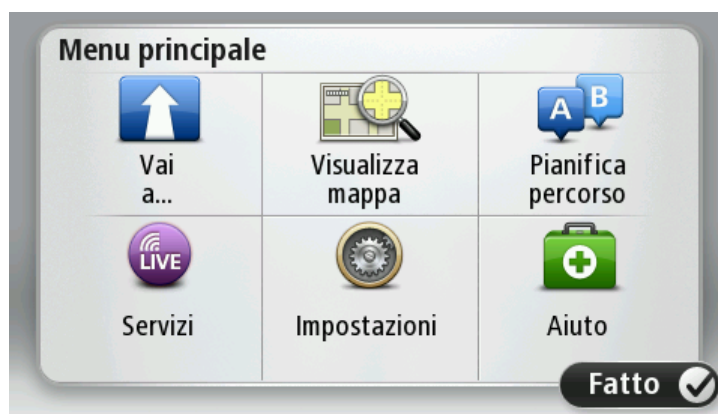 Menu principale
Vai
a...
Visualizza
mappa
Pianifica
percorso
A
B
LIVE
Servizi
Impostazioni
Aiuto
Fatto